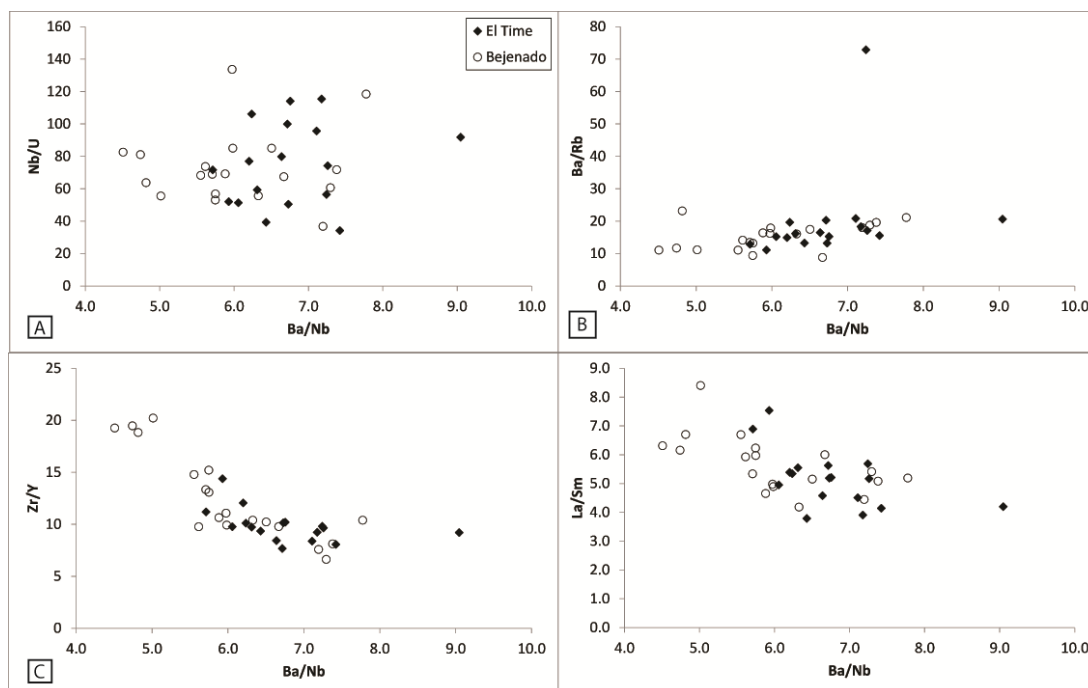 160
140
120
100
80
60
40
20
0
Nb/U
4.0 5.0 6.0 7.0 8.0 9.0 10.0
Ba/Nb
A
El Time
Bejenado
80
70
60
50
40
30
20
10
0
Ba/Rb
4.0 5.0 6.0 7.0 8.0 9.0 10.0
Ba/Nb
B
25
20
15
10
5
0
Zr/Y
4.0 5.0 6.0 7.0 8.0 9.0 10.0
Ba/Nb
C
9.0
8.0
7.0
6.0
5.0
4.0
3.0
2.0
1.0
0.0
La/Sm
4.0 5.0 6.0 7.0 8.0 9.0 10.0
Ba/Nb